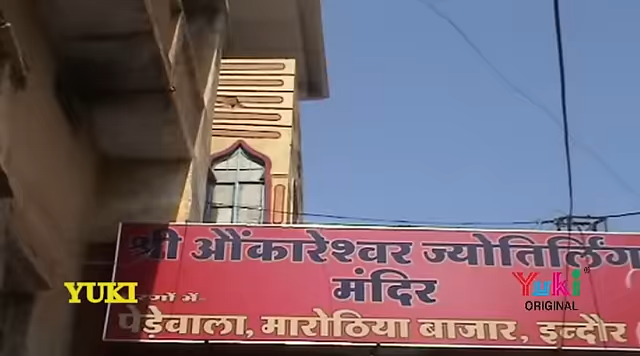 श्री ओंकारेश्वर ज्योतिर्लिंग
मंदिर
में-
पेड़ेवाला, मारोठिया बाजार, इन्दौर
YUKI
Yuki®
ORIGINAL